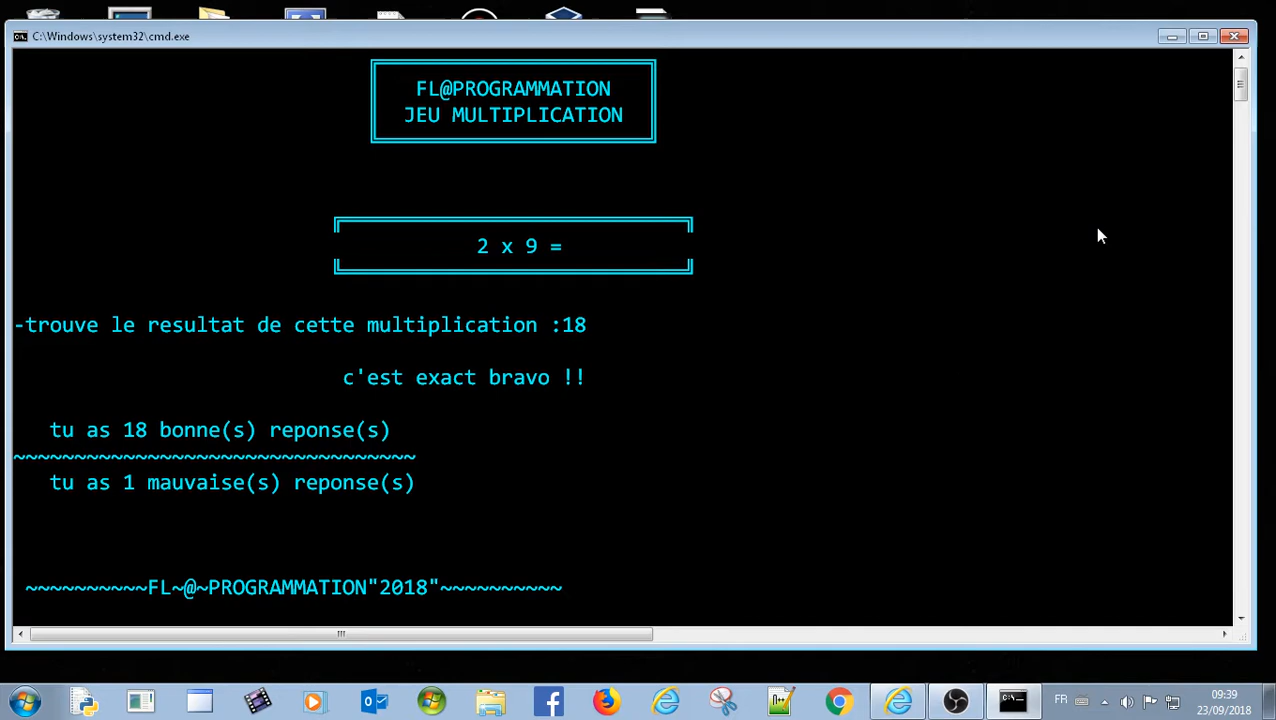 C:\Windows\system32\cmd.exe
FL@PROGRAMMATION
JEU MULTIPLICATION
2 x 9 =
-trouve le resultat de cette multiplication :18
c'est exact bravo !!
tu as 18 bonne(s) reponse(s)
~~~~~~~~~~~~~~~~~~~~~~~~~~~~~~~~~
tu as 1 mauvaise(s) reponse(s)
~~~~~~~~~~FL~@~PROGRAMMATION"2018"~~~~~~~~~~
FR
09:39
23/09/2018